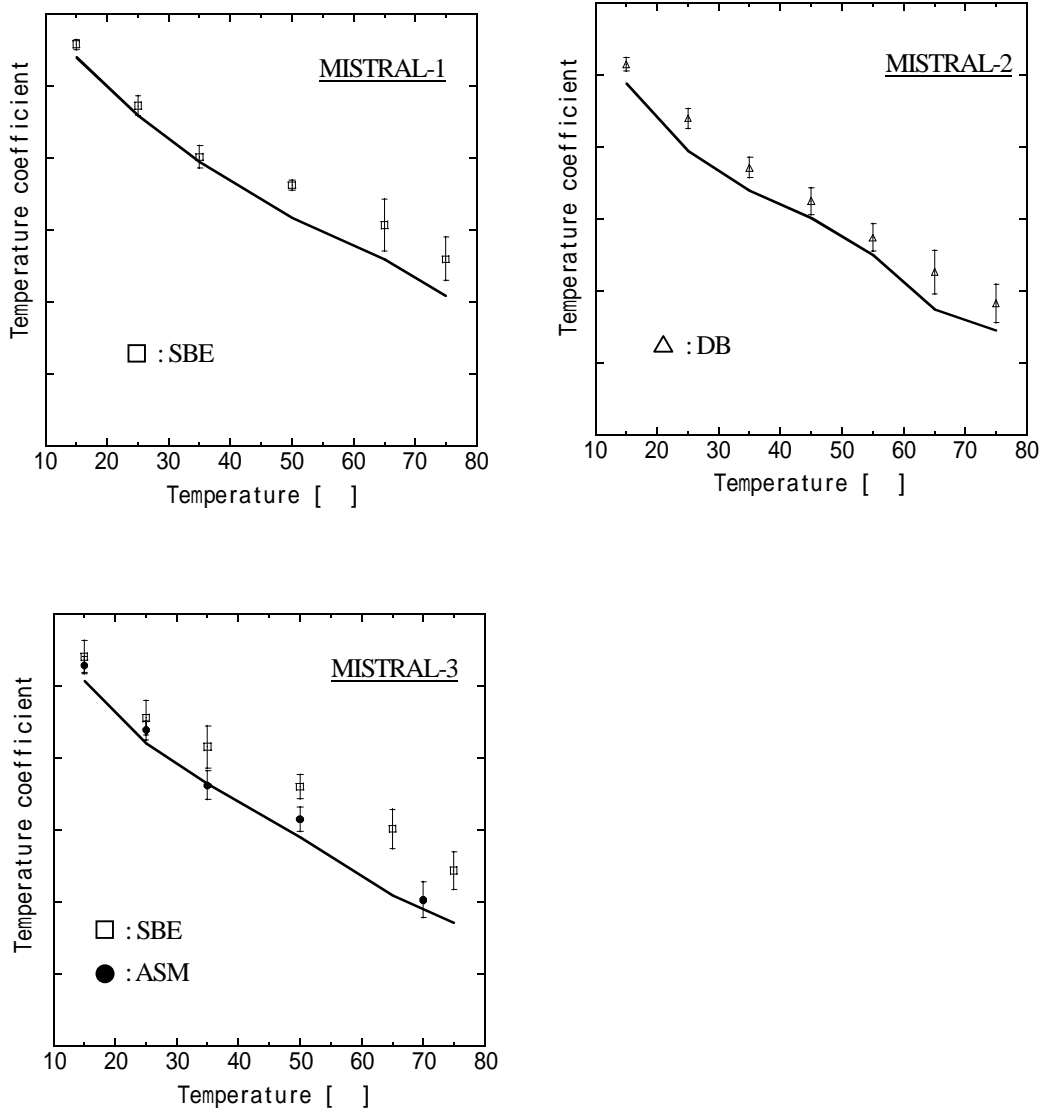 MISTRAL-1
Temperature coefficient
: SBE
10 20 30 40 50 60 70 80
Temperature [ ]
MISTRAL-2
Temperature coefficient
: DB
10 20 30 40 50 60 70 80
Temperature [ ]
MISTRAL-3
Temperature coefficient
: SBE
: ASM
10 20 30 40 50 60 70 80
Temperature [ ]